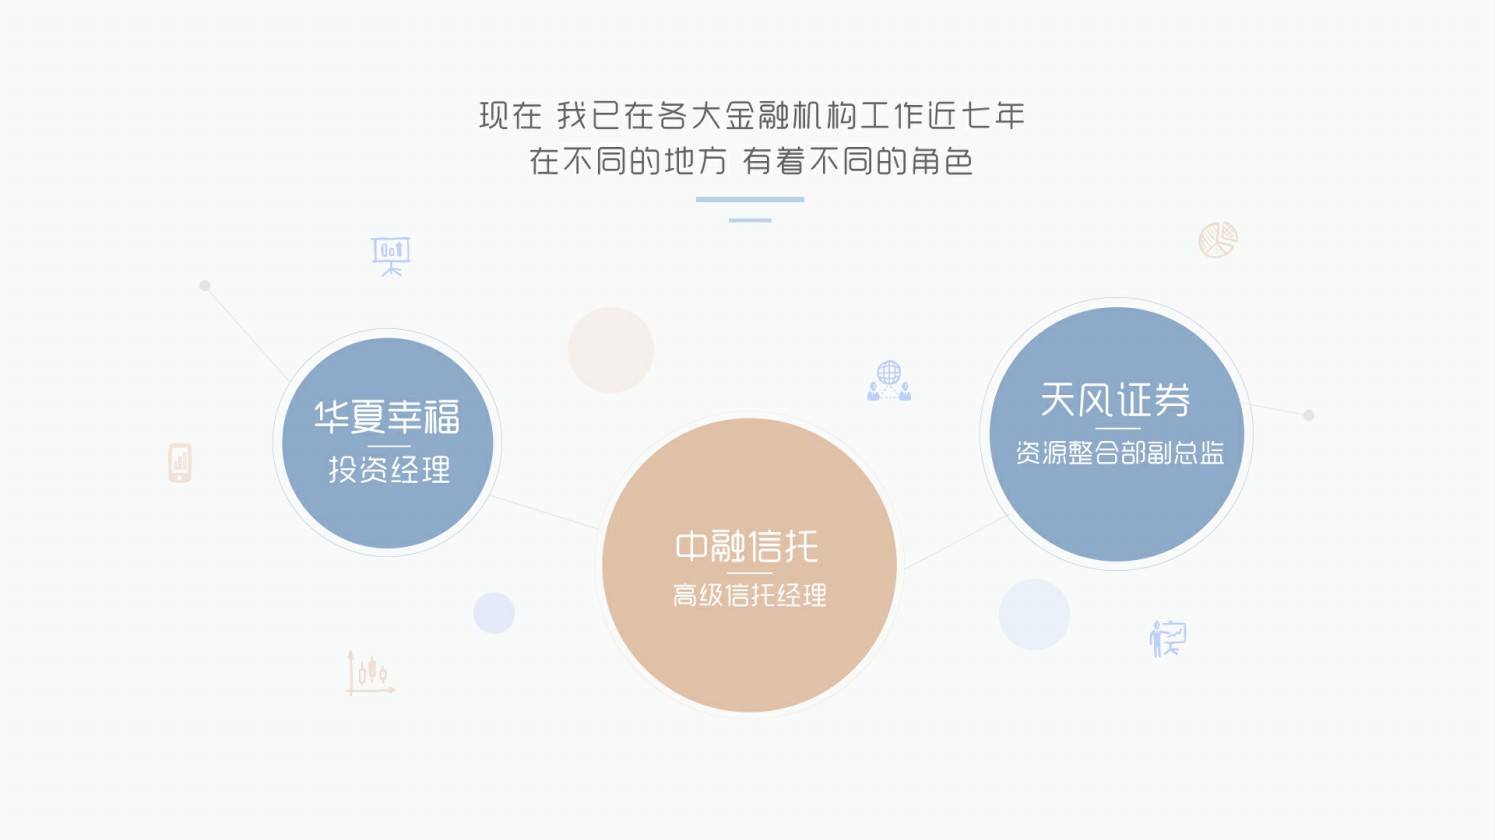 现在 我已在各大金融机构工作近七年
在不同的地方 有着不同的角色
华夏幸福
投资经理
中融信托
高级信托经理
天风证券
资源整合部副总监